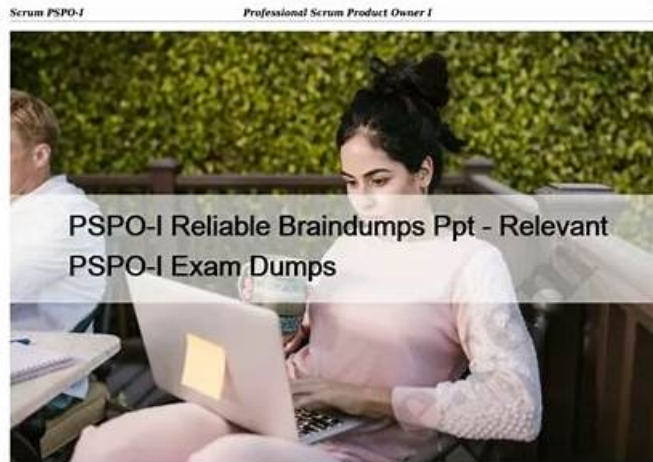 Scrum PSPO-I
Professional Scrum Product Owner I
PSPO-I Reliable Braindumps Ppt - Relevant
PSPO-I Exam Dumps